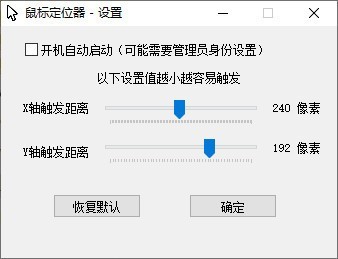 鼠标定位器 - 设置
开机自动启动（可能需要管理员身份设置）
以下设置值越小越容易触发
X轴触发距离 240 像素
Y轴触发距离 192 像素
恢复默认 确定